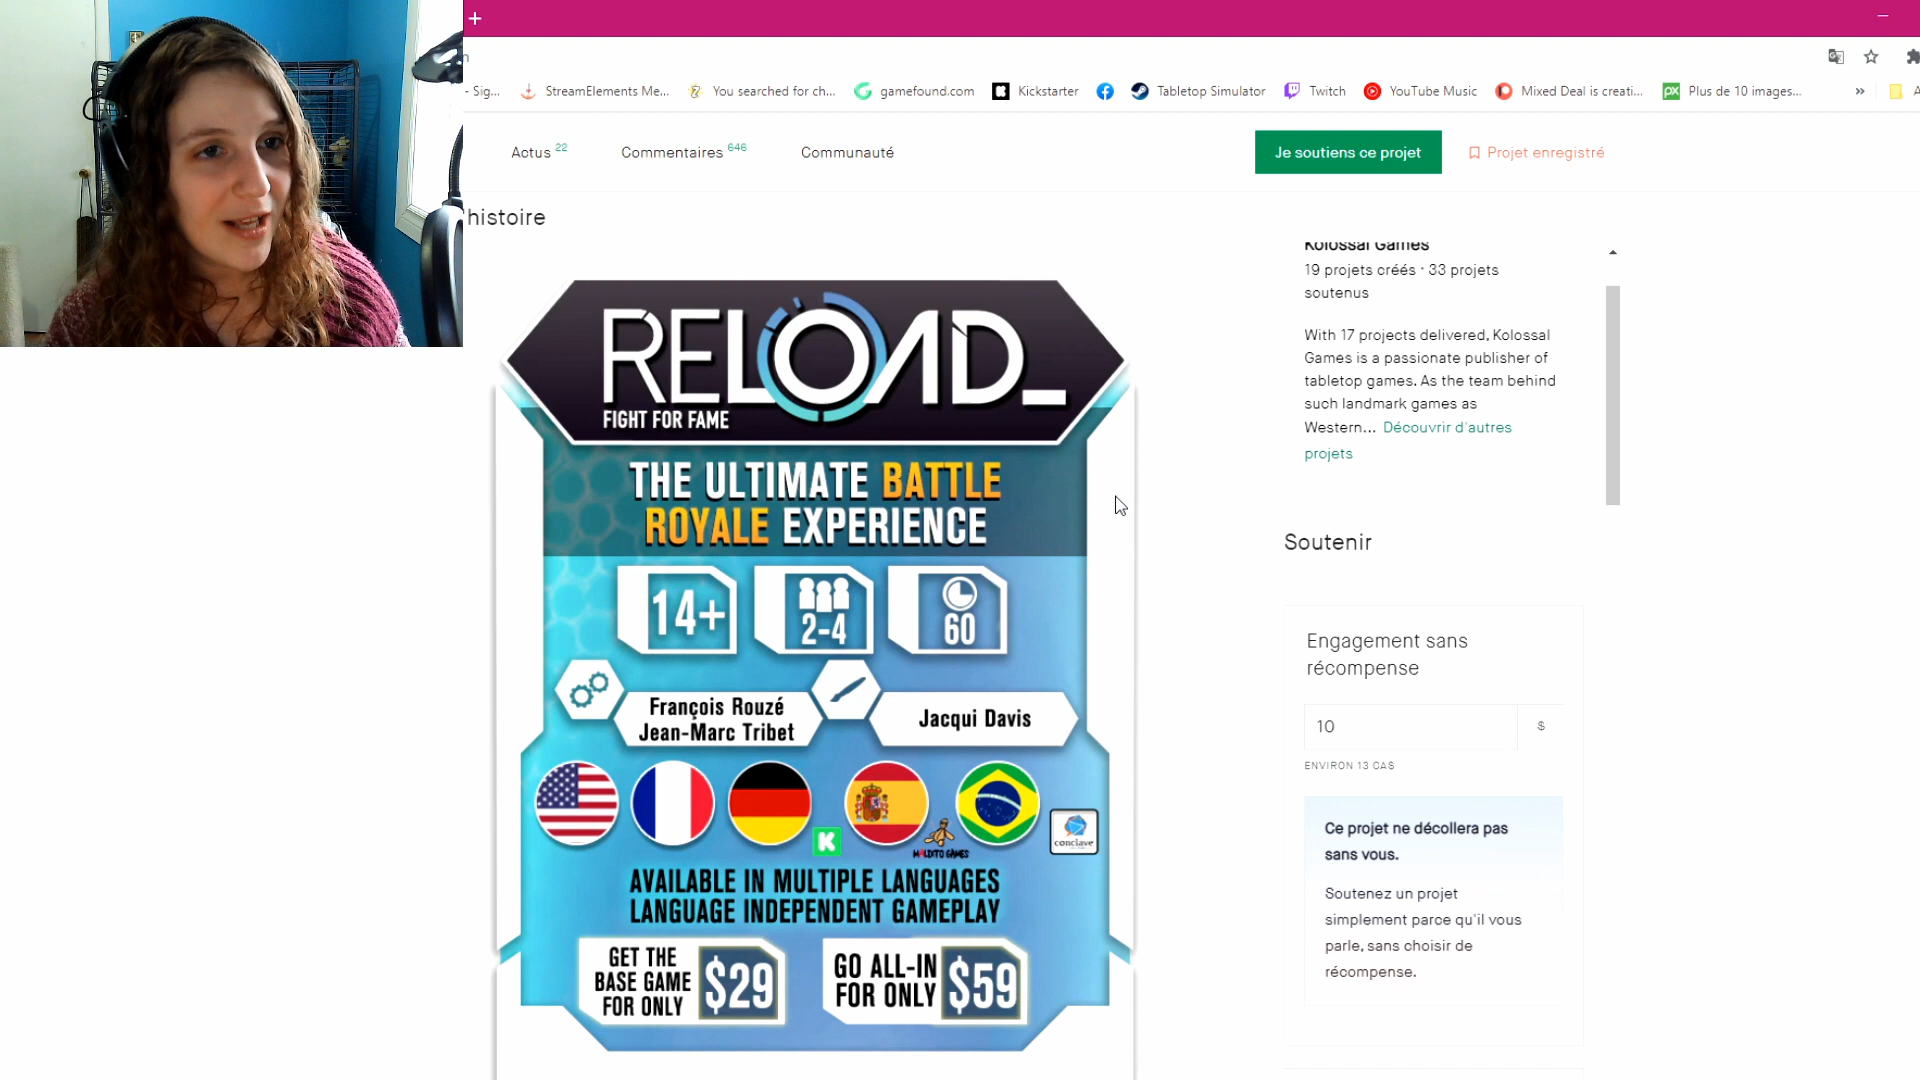 - Sig...
StreamElements Me...
You searched for ch...
gamefound.com
Kickstarter
Tabletop Simulator
Twitch
YouTube Music
Mixed Deal is creati...
Plus de 10 images...
»
Actus 22
Commentaires 646
Communauté
Je soutiens ce projet
Projet enregistré
'histoire
RELOAD_
FIGHT FOR FAME
THE ULTIMATE BATTLE
ROYALE EXPERIENCE
14+
2-4
60
François Rouzé
Jean-Marc Tribet
Jacqui Davis
K
MALDITO GAMES
conclave
AVAILABLE IN MULTIPLE LANGUAGES
LANGUAGE INDEPENDENT GAMEPLAY
GET THE
BASE GAME
FOR ONLY
$29
GO ALL-IN
FOR ONLY
$59
Kolossal Games
19 projets créés · 33 projets
soutenus
With 17 projects delivered, Kolossal
Games is a passionate publisher of
tabletop games. As the team behind
such landmark games as
Western... Découvrir d'autres
projets
Soutenir
Engagement sans
récompense
10
$
ENVIRON 13 CA$
Ce projet ne décollera pas
sans vous.
Soutenez un projet
simplement parce qu'il vous
parle, sans choisir de
récompense.